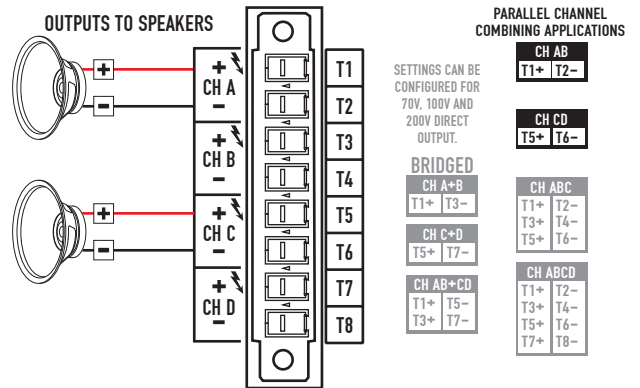 OUTPUTS TO SPEAKERS
+
-
+
CH A
-
+
CH B
-
+
-
+
CH C
-
+
CH D
-
T1
T2
T3
T4
T5
T6
T7
T8
SETTINGS CAN BE
CONFIGURED FOR
70V, 100V AND
200V DIRECT
OUTPUT.
BRIDGED
CH A+B
T1+ T3-
CH C+D
T5+ T7-
CH AB+CD
T1+ T5-
T3+ T7-
PARALLEL CHANNEL
COMBINING APPLICATIONS
CH AB
T1+ T2-
CH CD
T5+ T6-
CH ABC
T1+ T2-
T3+ T4-
T5+ T6-
CH ABCD
T1+ T2-
T3+ T4-
T5+ T6-
T7+ T8-